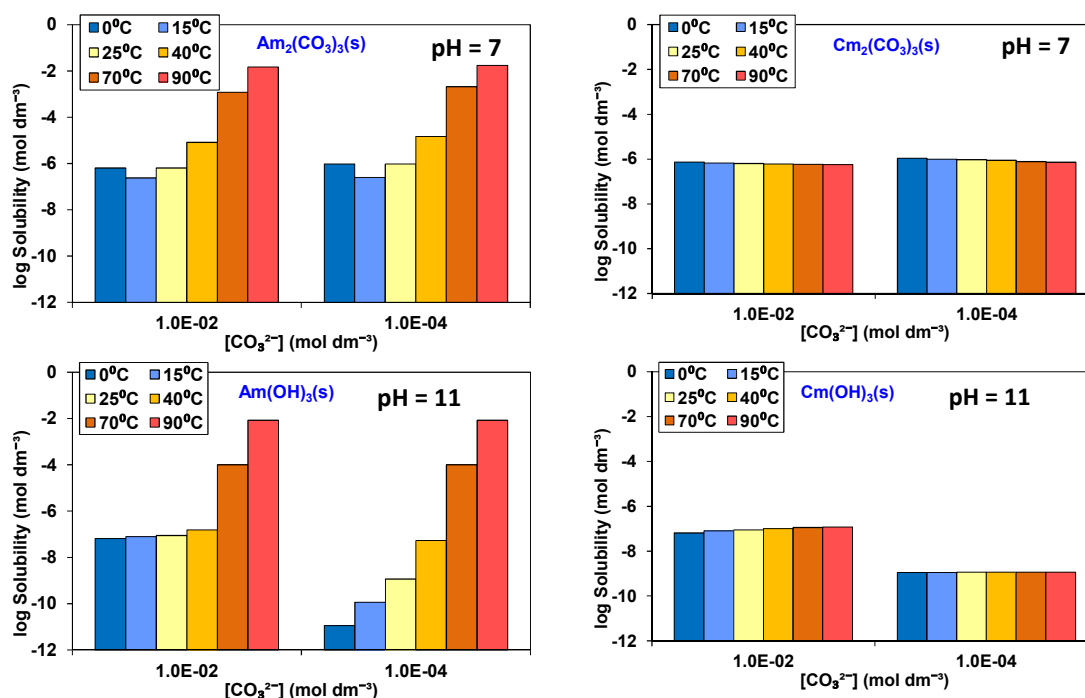 0
-2
-4
-6
-8
-10
-12
log Solubility (mol dm⁻³)
0⁰C 15⁰C
25⁰C 40⁰C
70⁰C 90⁰C
Am₂(CO₃)₃(s)
pH = 7
1.0E-02 1.0E-04
[CO₃²⁻] (mol dm⁻³)
0
-2
-4
-6
-8
-10
-12
log Solubility (mol dm⁻³)
0⁰C 15⁰C
25⁰C 40⁰C
70⁰C 90⁰C
Cm₂(CO₃)₃(s)
pH = 7
1.0E-02 1.0E-04
[CO₃²⁻] (mol dm⁻³)
0
-2
-4
-6
-8
-10
-12
log Solubility (mol dm⁻³)
0⁰C 15⁰C
25⁰C 40⁰C
70⁰C 90⁰C
Am(OH)₃(s)
pH = 11
1.0E-02 1.0E-04
[CO₃²⁻] (mol dm⁻³)
0
-2
-4
-6
-8
-10
-12
log Solubility (mol dm⁻³)
0⁰C 15⁰C
25⁰C 40⁰C
70⁰C 90⁰C
Cm(OH)₃(s)
pH = 11
1.0E-02 1.0E-04
[CO₃²⁻] (mol dm⁻³)